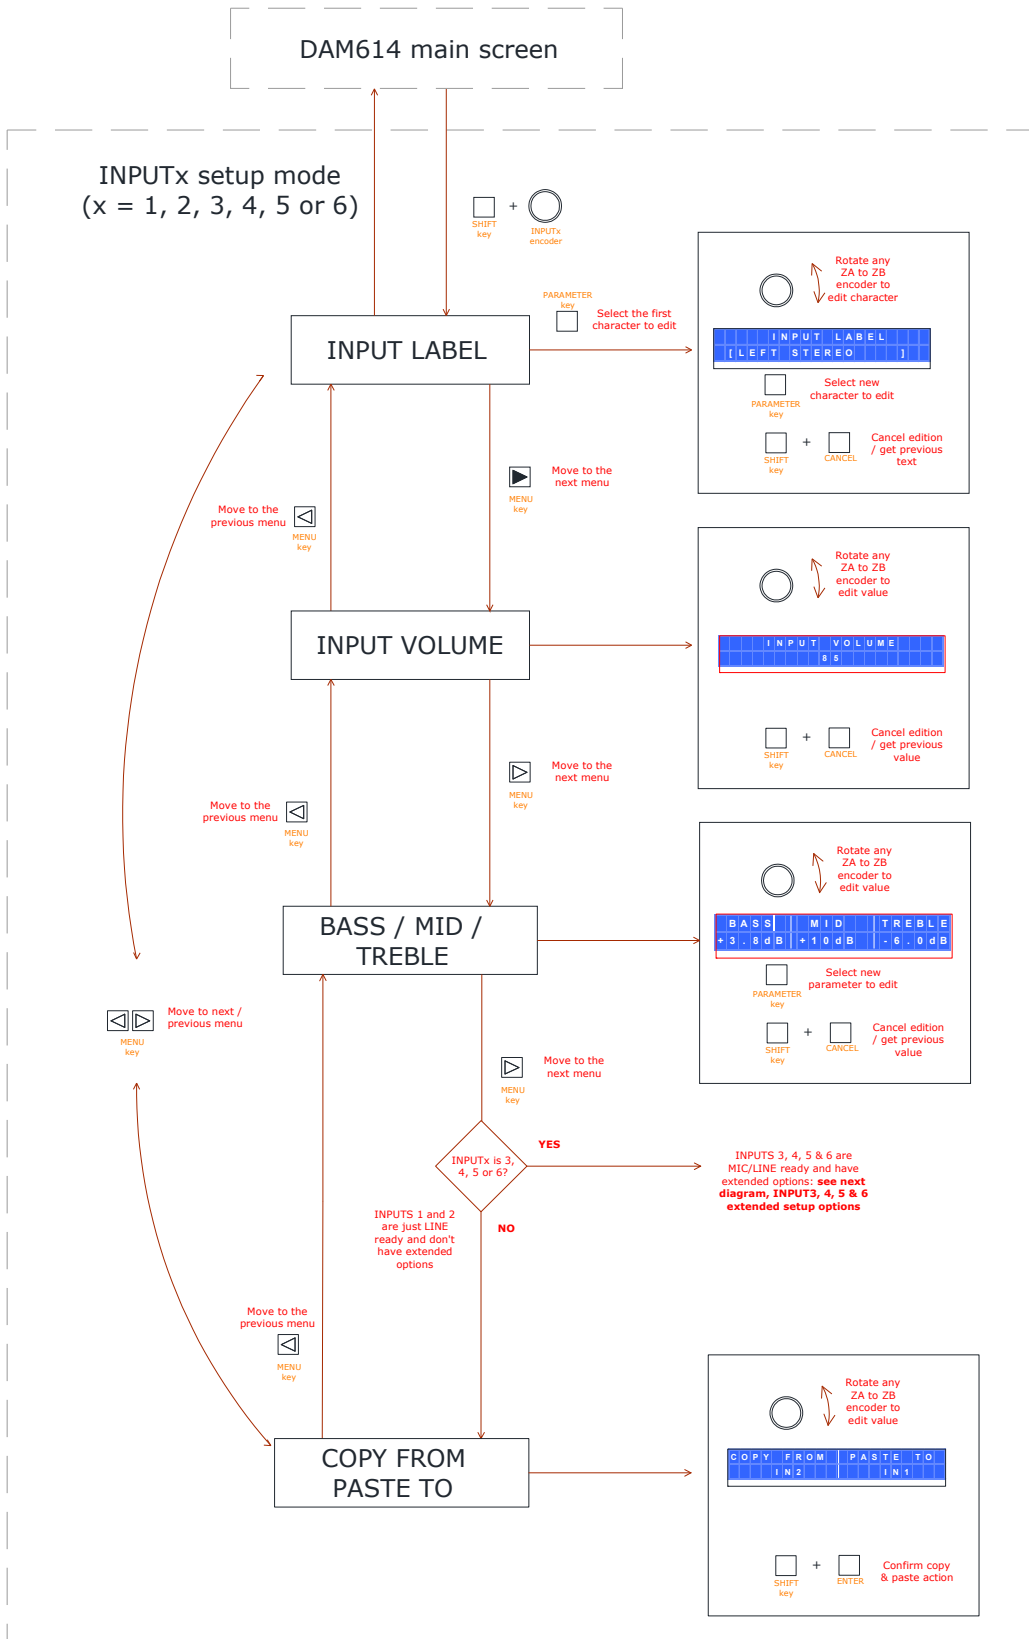 DAM614 main screen
INPUTx setup mode
(x = 1, 2, 3, 4, 5 or 6)
+
SHIFT
key
INPUTx
encoder
PARAMETER
key
Select the first
character to edit
INPUT LABEL
Rotate any
ZA to ZB
encoder to
edit character
INPUT LABEL
[LEFT STEREO ]
PARAMETER
key
Select new
character to edit
+
SHIFT
key
CANCEL
Cancel edition
/ get previous
text
MENU
key
Move to the
next menu
Move to the
previous menu
MENU
key
INPUT VOLUME
Rotate any
ZA to ZB
encoder to
edit value
INPUT VOLUME
85
+
SHIFT
key
CANCEL
Cancel edition
/ get previous
value
MENU
key
Move to the
next menu
Move to the
previous menu
MENU
key
BASS / MID /
TREBLE
Rotate any
ZA to ZB
encoder to
edit value
BASS MID TREBLE
+3.8dB +10dB -6.0dB
PARAMETER
key
Select new
parameter to edit
+
SHIFT
key
CANCEL
Cancel edition
/ get previous
value
MENU
key
Move to next /
previous menu
MENU
key
Move to the
next menu
INPUTx is 3,
4, 5 or 6?
YES
INPUTS 3, 4, 5 & 6 are
MIC/LINE ready and have
extended options: see next
diagram, INPUT3, 4, 5 & 6
extended setup options
INPUTS 1 and 2
are just LINE
ready and don't
have extended
options
NO
Move to the
previous menu
MENU
key
COPY FROM
PASTE TO
Rotate any
ZA to ZB
encoder to
edit value
COPY FROM PASTE TO
IN2 IN1
+
SHIFT
key
ENTER
Confirm copy
& paste action